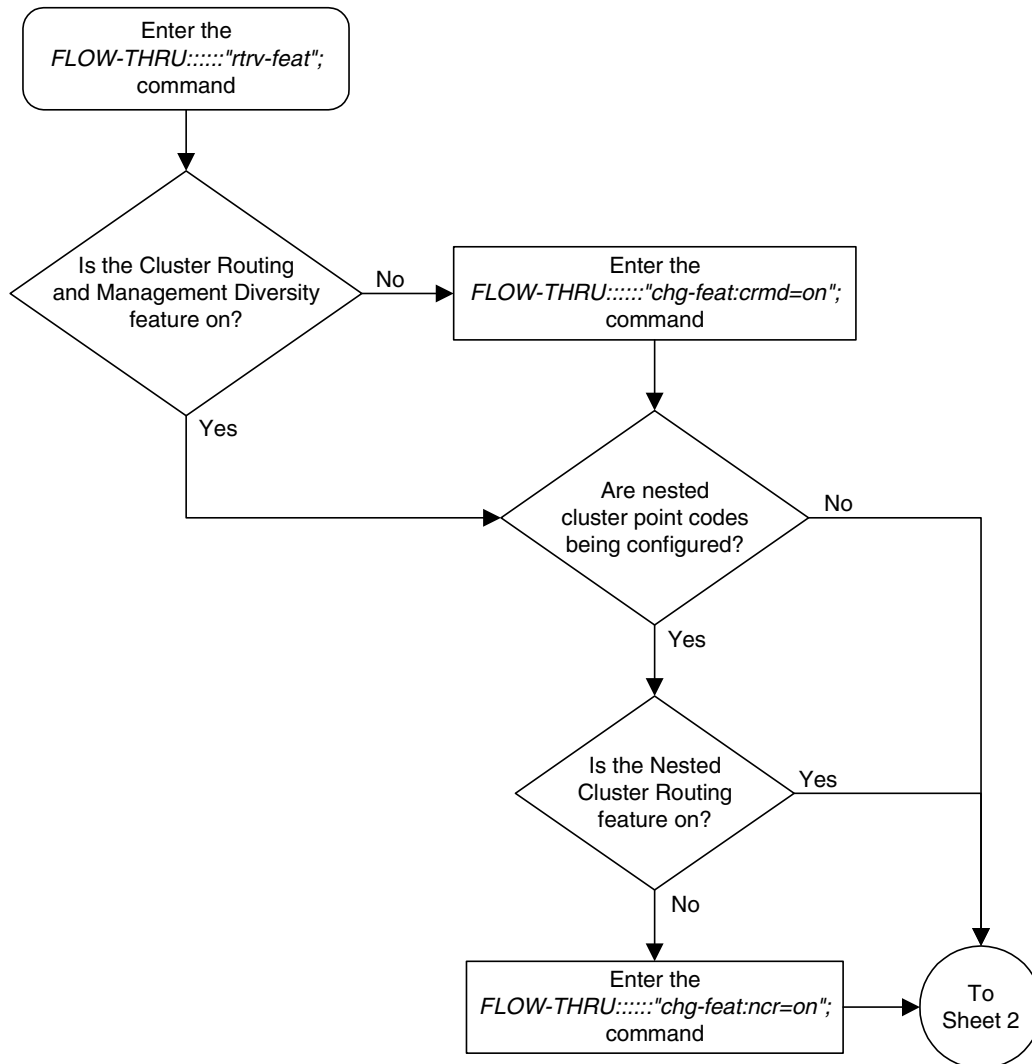 Enter the
FLOW-THRU::::::"rtrv-feat";
command
Is the Cluster Routing
and Management Diversity
feature on?
No
Enter the
FLOW-THRU::::::"chg-feat:crmd=on";
command
Yes
Are nested
cluster point codes
being configured?
No
Yes
Is the Nested
Cluster Routing
feature on?
Yes
No
Enter the
FLOW-THRU::::::"chg-feat:ncr=on";
command
To
Sheet 2